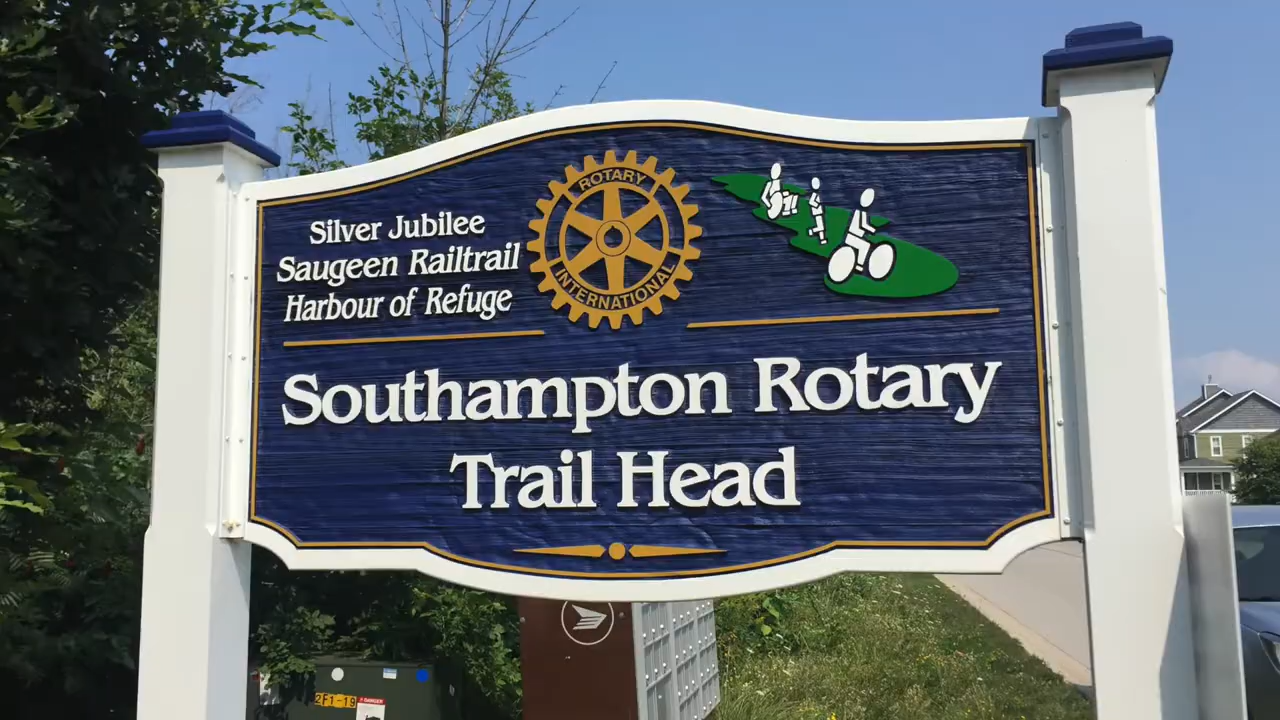 Silver Jubilee
Saugeen Railtrail
Harbour of Refuge
ROTARY
INTERNATIONAL
Southampton Rotary
Trail Head
2F1-19
DANGER